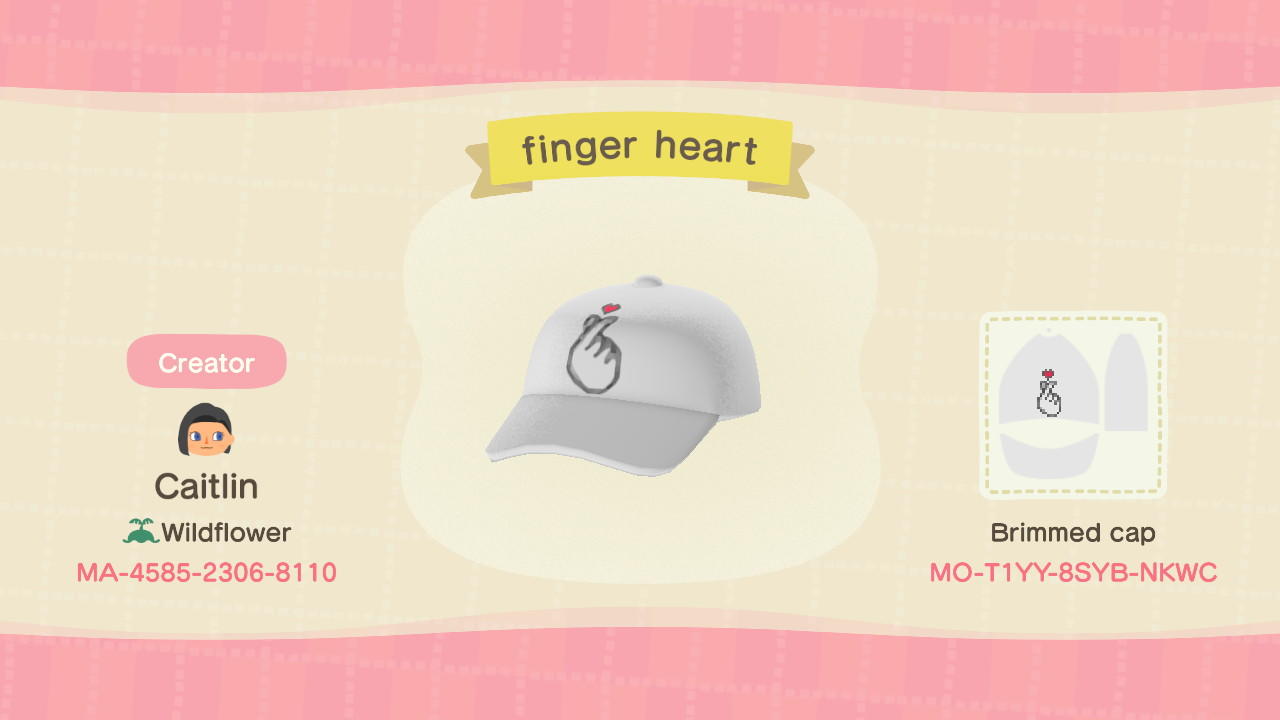 finger heart
Creator
Caitlin
Wildflower
MA-4585-2306-8110
Brimmed cap
MO-T1YY-8SYB-NKWC